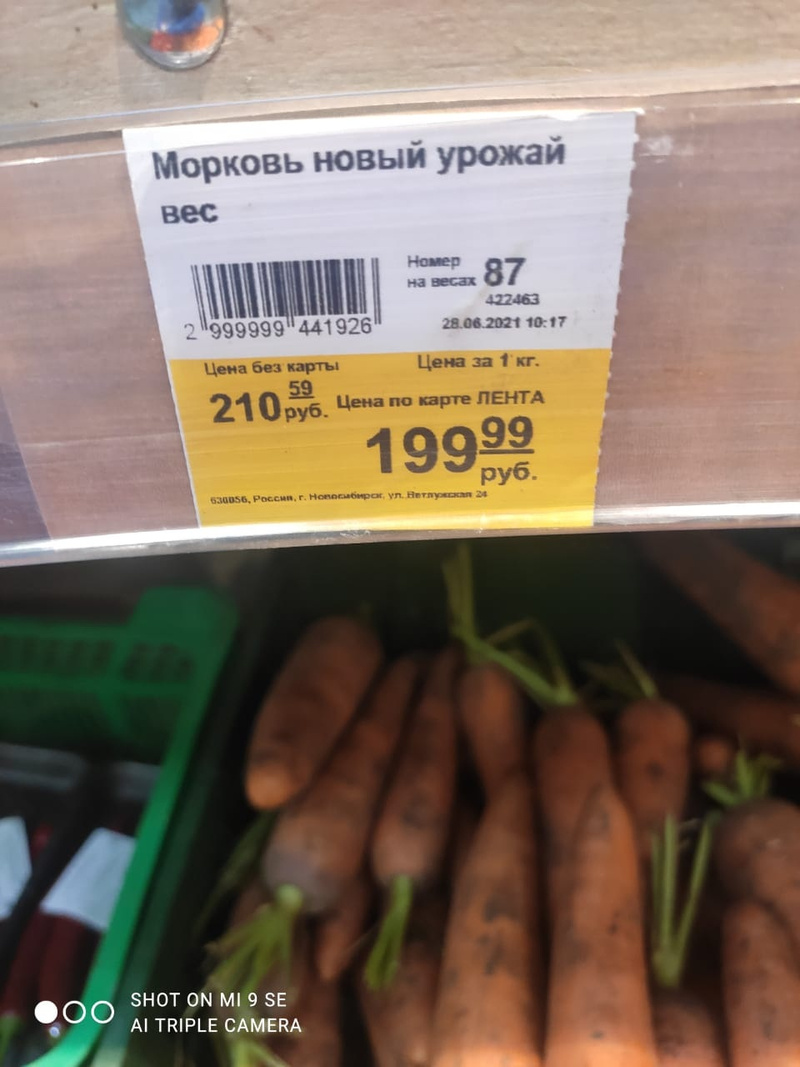 Морковь новый урожай
вес
Номер
на весах 87
422463
2 999999 441926
28.06.2021 10:17
Цена без карты
Цена за 1 кг.
210 59 руб.
Цена по карте ЛЕНТА
199 99 руб.
630056, Россия, г. Новосибирск, ул. Ветлужская 24
SHOT ON MI 9 SE
AI TRIPLE CAMERA